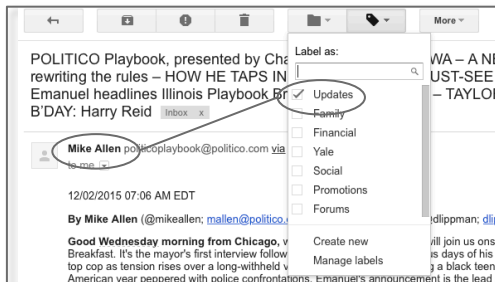 More
POLITICO Playbook, presented by Cha WA – A NE
rewriting the rules – HOW HE TAPS IN UST-SEE
Emanuel headlines Illinois Playbook Br – TAYLO
B'DAY: Harry Reid Inbox x
Label as:
Updates
Family
Financial
Yale
Social
Promotions
Forums
Create new
Manage labels
Mike Allen politicoplaybook@politico.com via
to me
12/02/2015 07:06 AM EDT
By Mike Allen (@mikeallen; mallen@politico. dlippman; dlip
Good Wednesday morning from Chicago, w will join us ons
Breakfast. It's the mayor's first interview follow us days of his
top cop as tension rises over a long-withheld v g a black teen
American year peppered with police confrontations. Emanuel's announcement is the lead